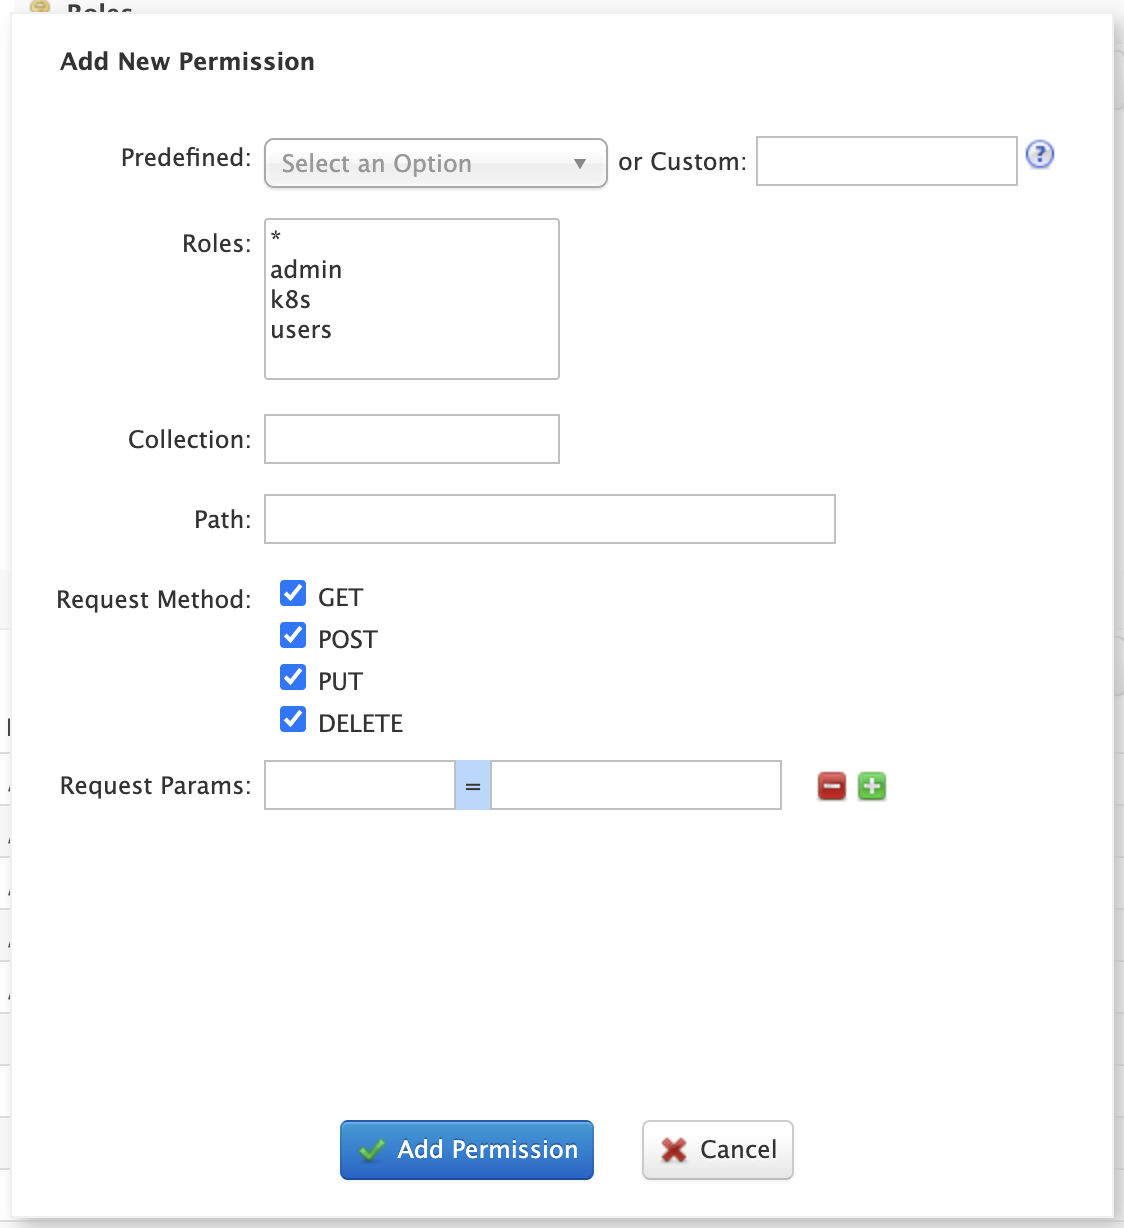 Roles
Add New Permission
Predefined: Select an Option or Custom:
Roles: *
admin
k8s
users
Collection:
Path:
Request Method: GET
POST
PUT
DELETE
Request Params: =
Add Permission Cancel